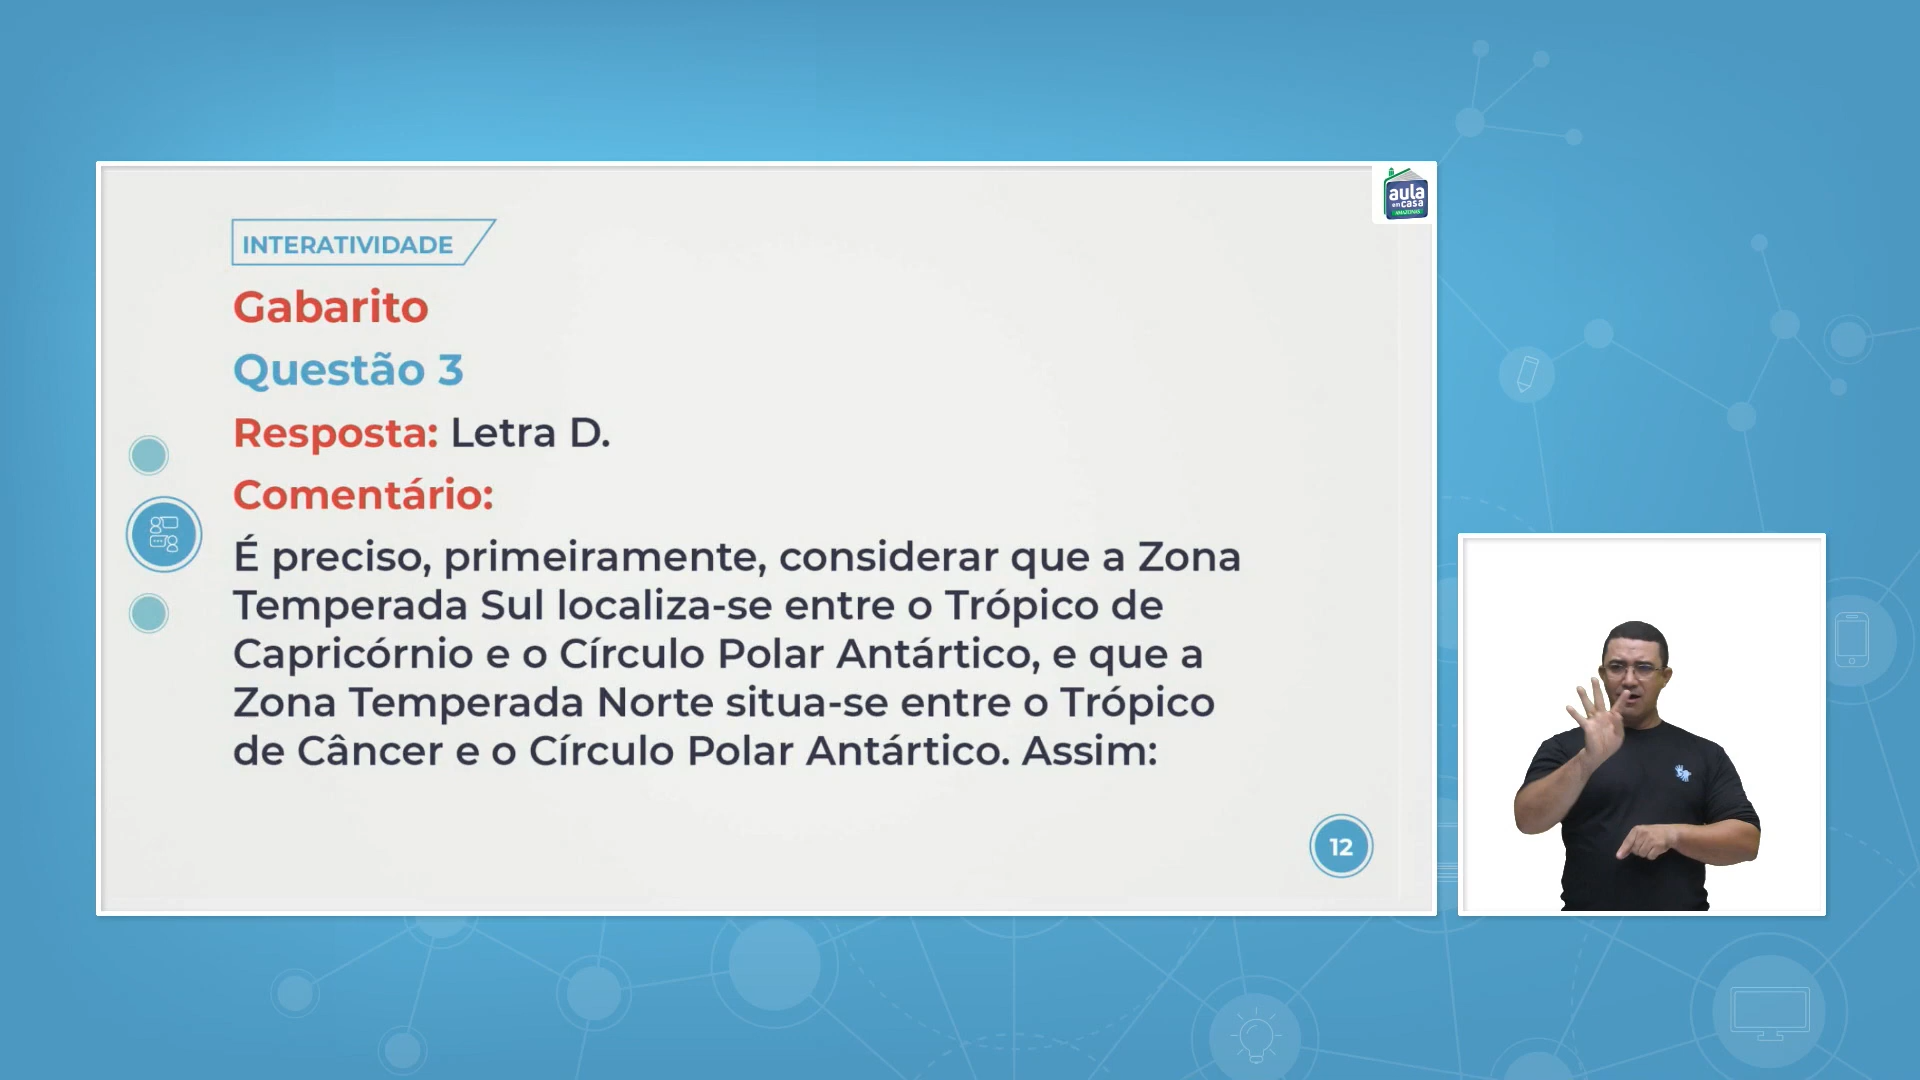 aula
em casa
AMAZONAS
INTERATIVIDADE
Gabarito
Questão 3
Resposta: Letra D.
Comentário:
É preciso, primeiramente, considerar que a Zona
Temperada Sul localiza-se entre o Trópico de
Capricórnio e o Círculo Polar Antártico, e que a
Zona Temperada Norte situa-se entre o Trópico
de Câncer e o Círculo Polar Antártico. Assim:
12